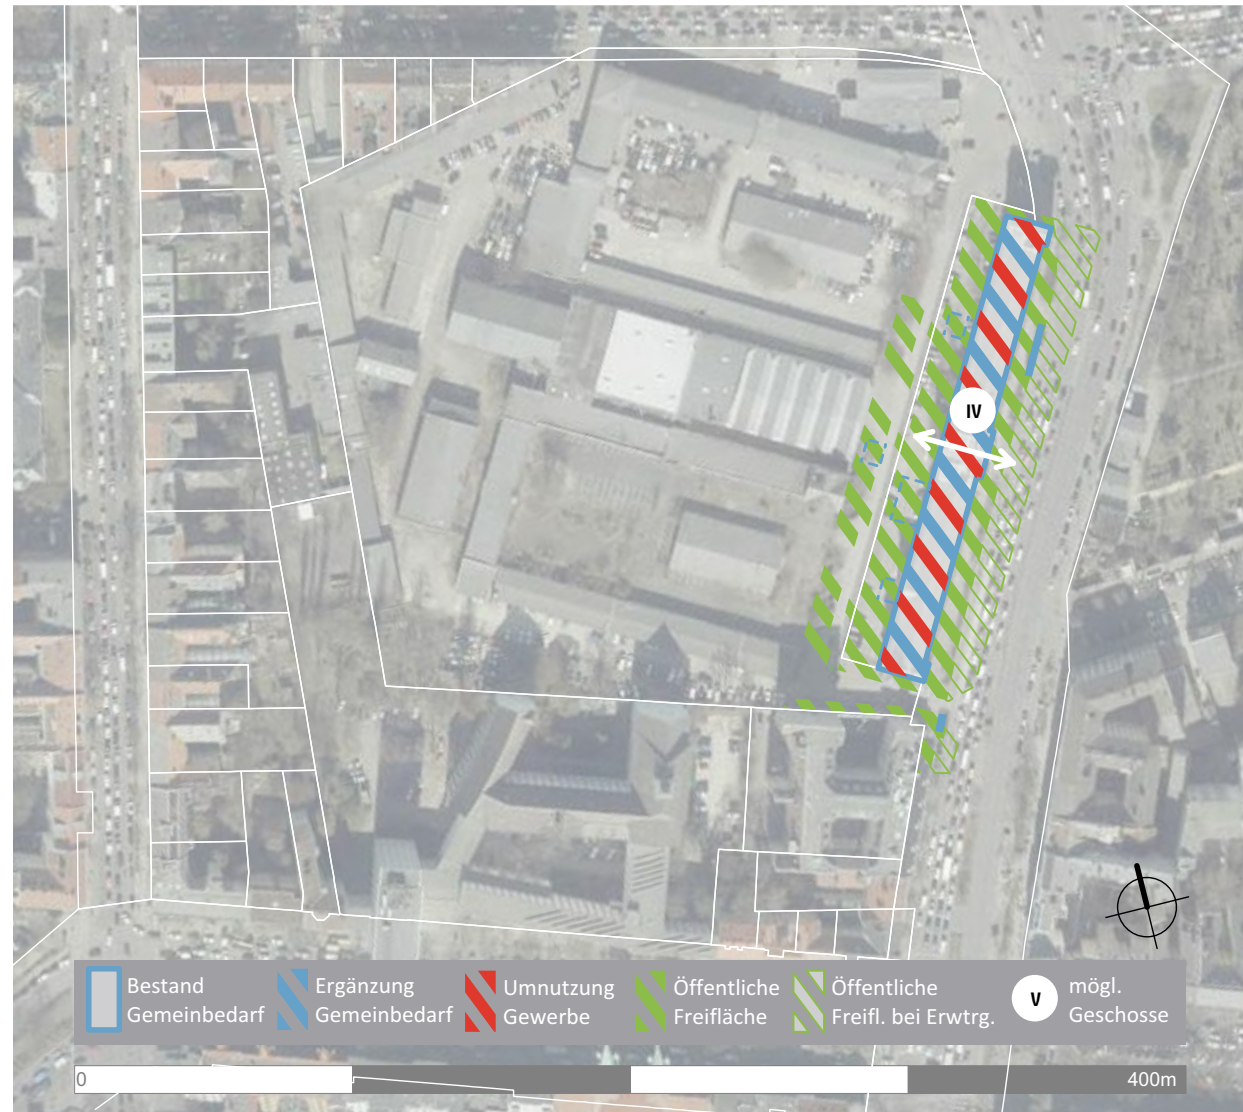 IV
Bestand
Gemeinbedarf
Ergänzung
Gemeinbedarf
Umnutzung
Gewerbe
Öffentliche
Freifläche
Öffentliche
Freifl. bei Erwtrg.
V
mögl.
Geschosse
0
400m